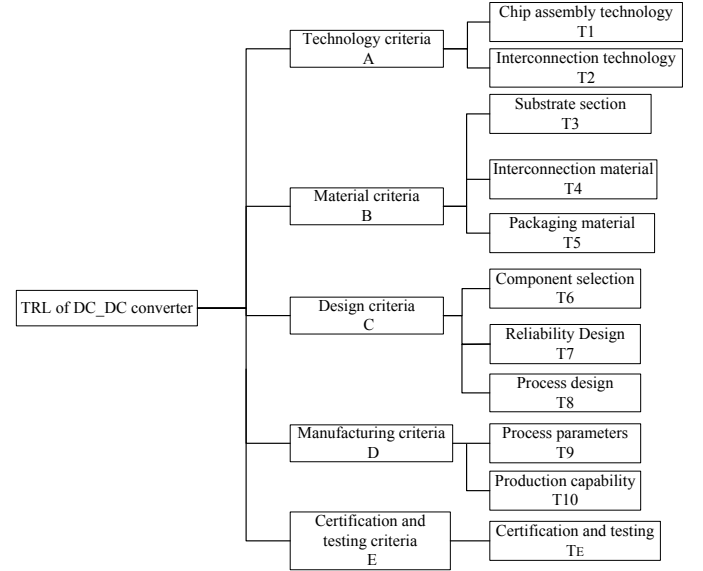 TRL of DC_DC converter
Technology criteria
A
Chip assembly technology
T1
Interconnection technology
T2
Material criteria
B
Substrate section
T3
Interconnection material
T4
Packaging material
T5
Design criteria
C
Component selection
T6
Reliability Design
T7
Process design
T8
Manufacturing criteria
D
Process parameters
T9
Production capability
T10
Certification and
testing criteria
E
Certification and testing
TE